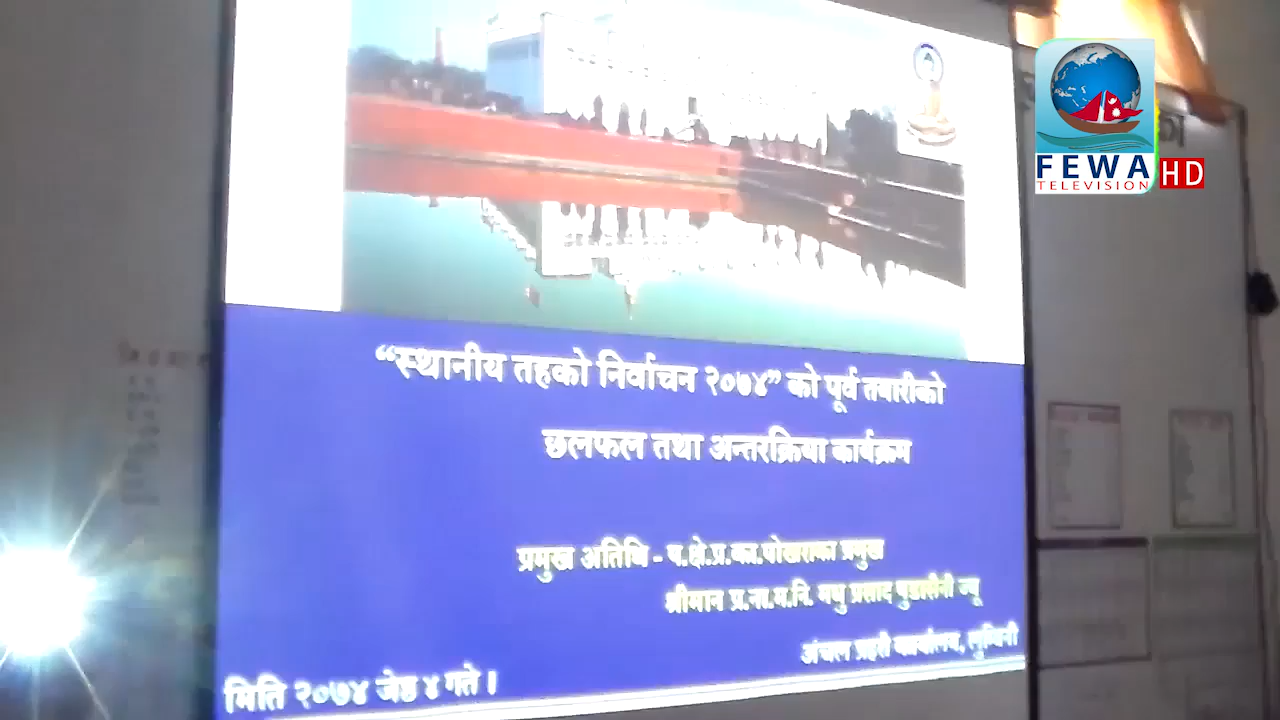 FEWA
TELEVISION HD
“स्थानीय तहको निर्वाचन २०७४” को पूर्व तयारीको
छलफल तथा अन्तरक्रिया कार्यक्रम
प्रमुख अतिथि - प.क्षे.प्र.का.पोखराका प्रमुख
श्रीमान प्र.ना.म.नि. मधु प्रसाद पुडासैनी ज्यू
अंचल प्रहरी कार्यालय, लुम्विनी
मिति २०७४ जेष्ठ ४ गते ।